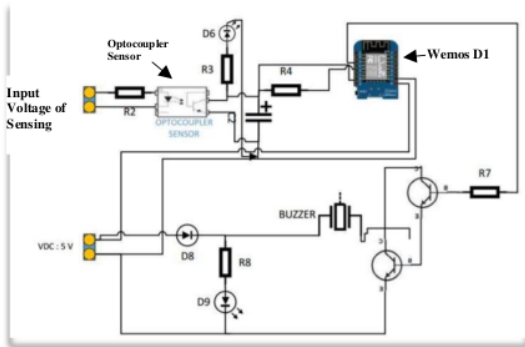 D6
Optocoupler
Sensor
Wemos D1
R3
R4
Input
Voltage of
Sensing
R2
OPTOCOUPLER
SENSOR
+
R7
C
B
E
BUZZER
VDC : 5 V
D8
R8
C
B
E
D9